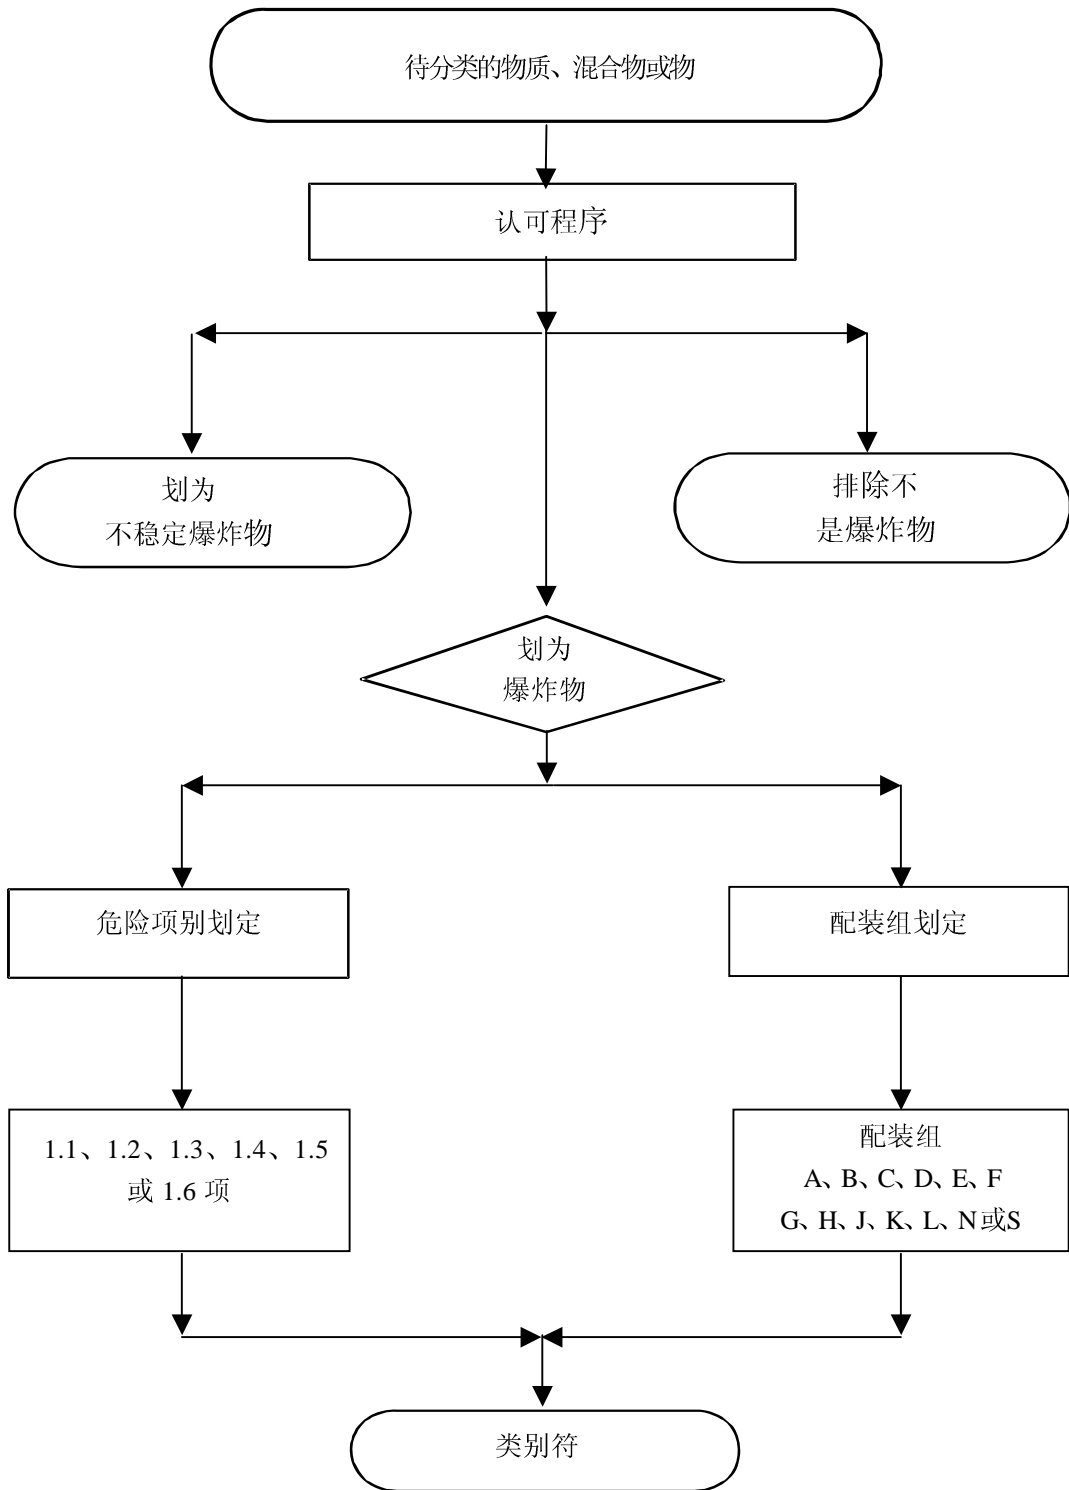 待分类的物质、混合物或物
认可程序
划为
不稳定爆炸物
排除不
是爆炸物
划为
爆炸物
危险项别划定
配装组划定
1.1、1.2、1.3、1.4、1.5
或 1.6 项
配装组
A、B、C、D、E、F
G、H、J、K、L、N或S
类别符